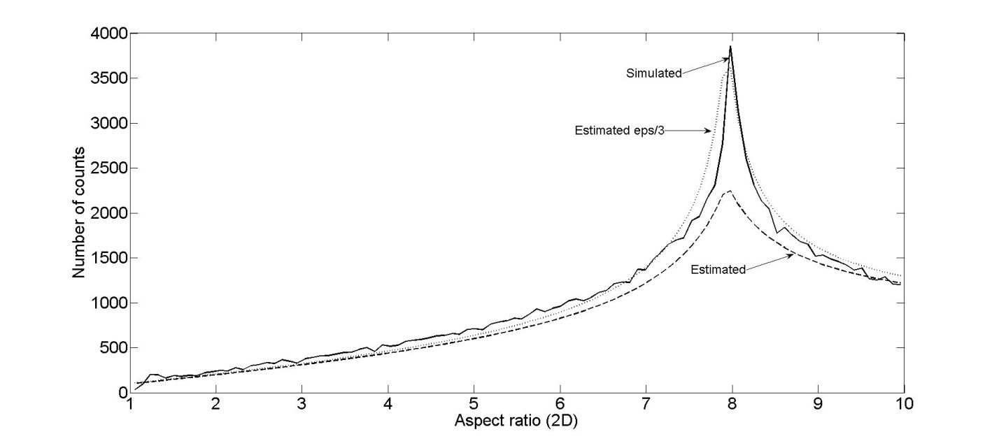 4000
3500
3000
2500
2000
1500
1000
500
0
Number of counts
Simulated
Estimated eps/3
Estimated
1 2 3 4 5 6 7 8 9 10
Aspect ratio (2D)